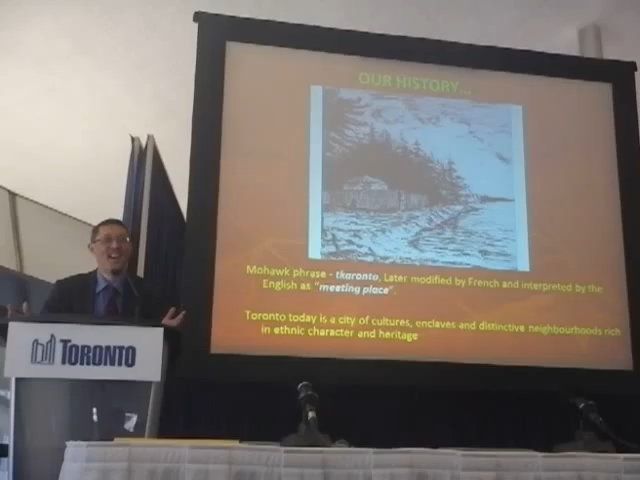 OUR HISTORY...
Mohawk phrase - tkaronto. Later modified by French and interpreted by the
English as "meeting place".
Toronto today is a city of cultures, enclaves and distinctive neighbourhoods rich
in ethnic character and heritage
TORONTO